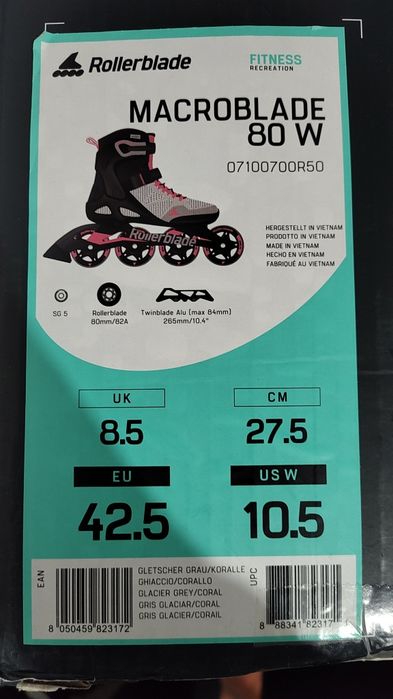 Rollerblade
FITNESS
RECREATION
MACROBLADE
80 W
07100700R50
Rollerblade
HERGESTELLT IN VIETNAM
PRODOTTO IN VIETNAM
MADE IN VIETNAM
HECHO EN VIETNAM
FABRIQUÉ AU VIETNAM
SG 5
Rollerblade
80mm/82A
Twinblade Alu (max 84mm)
265mm/10.4"
UK
CM
8.5
27.5
EU
US W
42.5
10.5
EAN
GLETSCHER GRAU/KORALLE
GHIACCIO/CORALLO
GLACIER GREY/CORAL
GRIS GLACIAR/CORAL
GRIS GLACIER/CORAIL
UPC
8 050459 823172
8 88341 82317